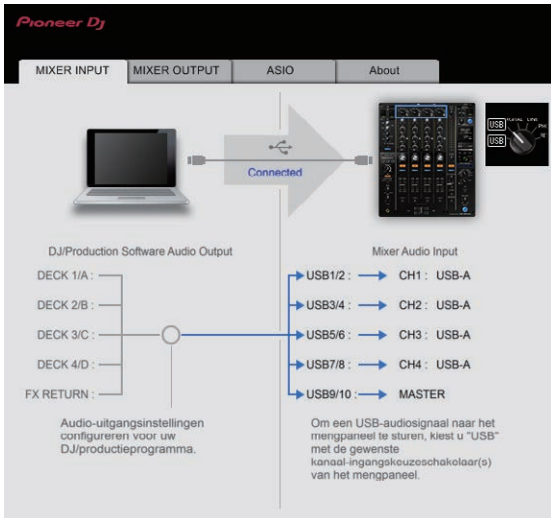 Pioneer Dj
MIXER INPUT
MIXER OUTPUT
ASIO
About
Connected
USB
USB
DJ/Production Software Audio Output
Mixer Audio Input
DECK 1/A :
DECK 2/B :
DECK 3/C :
DECK 4/D :
FX RETURN :
USB1/2 : CH1 : USB-A
USB3/4 : CH2 : USB-A
USB5/6 : CH3 : USB-A
USB7/8 : CH4 : USB-A
USB9/10 : MASTER
Audio-uitgangsinstellingen
configureren voor uw
DJ/productieprogramma.
Om een USB-audiosignaal naar het
mengpaneel te sturen, kiest u "USB"
met de gewenste
kanaal-ingangskeuzeschakelaar(s)
van het mengpaneel.